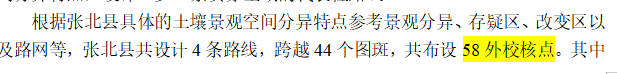 根据张北县具体的土壤景观空间分异特点参考景观分异、存疑区、改变区以
及路网等，张北县共设计 4 条路线，跨越 44 个图斑，共布设 58 外校核点。其中